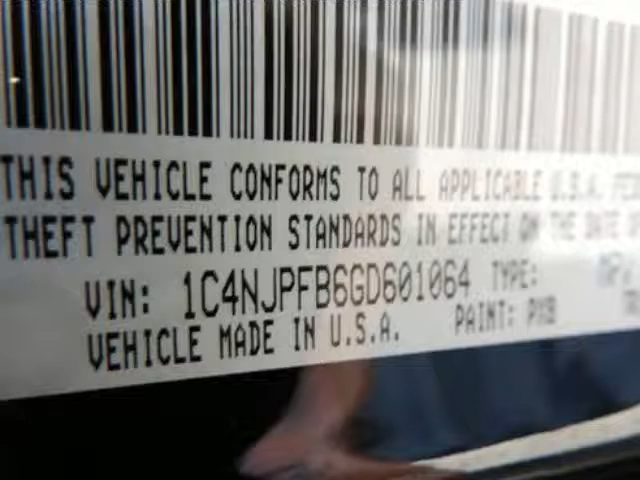 THIS VEHICLE CONFORMS TO ALL APPLICABLE U.S.A.
THEFT PREVENTION STANDARDS IN EFFECT ON THE DATE
VIN: 1C4NJPFB6GD601064 TYPE:
VEHICLE MADE IN U.S.A. PAINT: PXB